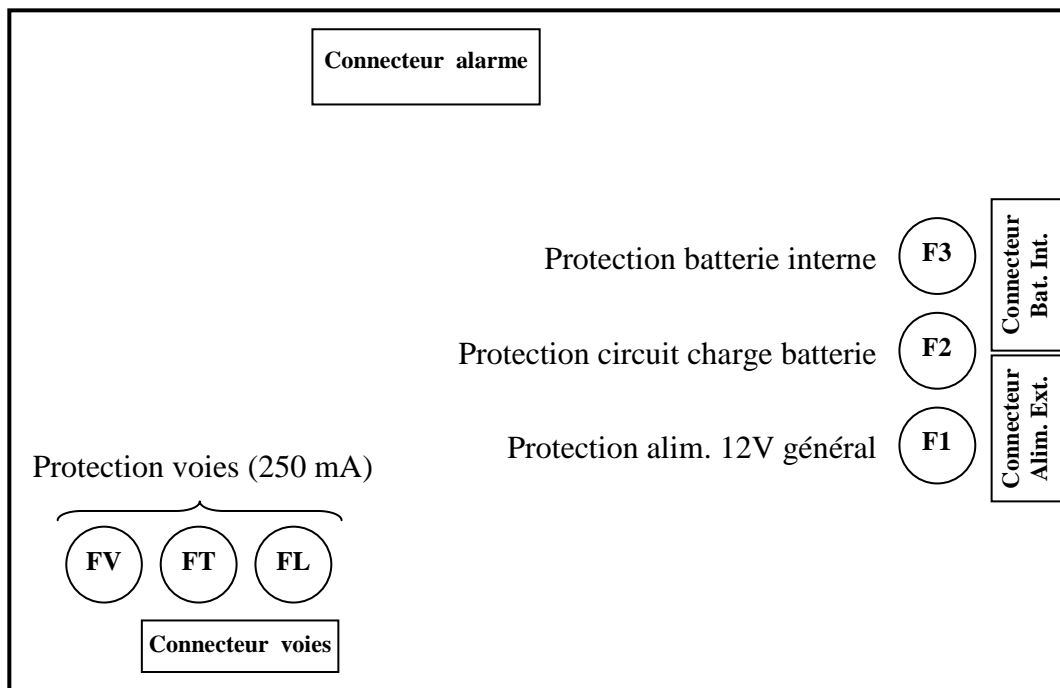 Connecteur alarme
Protection batterie interne
F3
Connecteur
Bat. Int.
Protection circuit charge batterie
F2
Protection alim. 12V général
F1
Connecteur
Alim. Ext.
Protection voies (250 mA)
FV
FT
FL
Connecteur voies